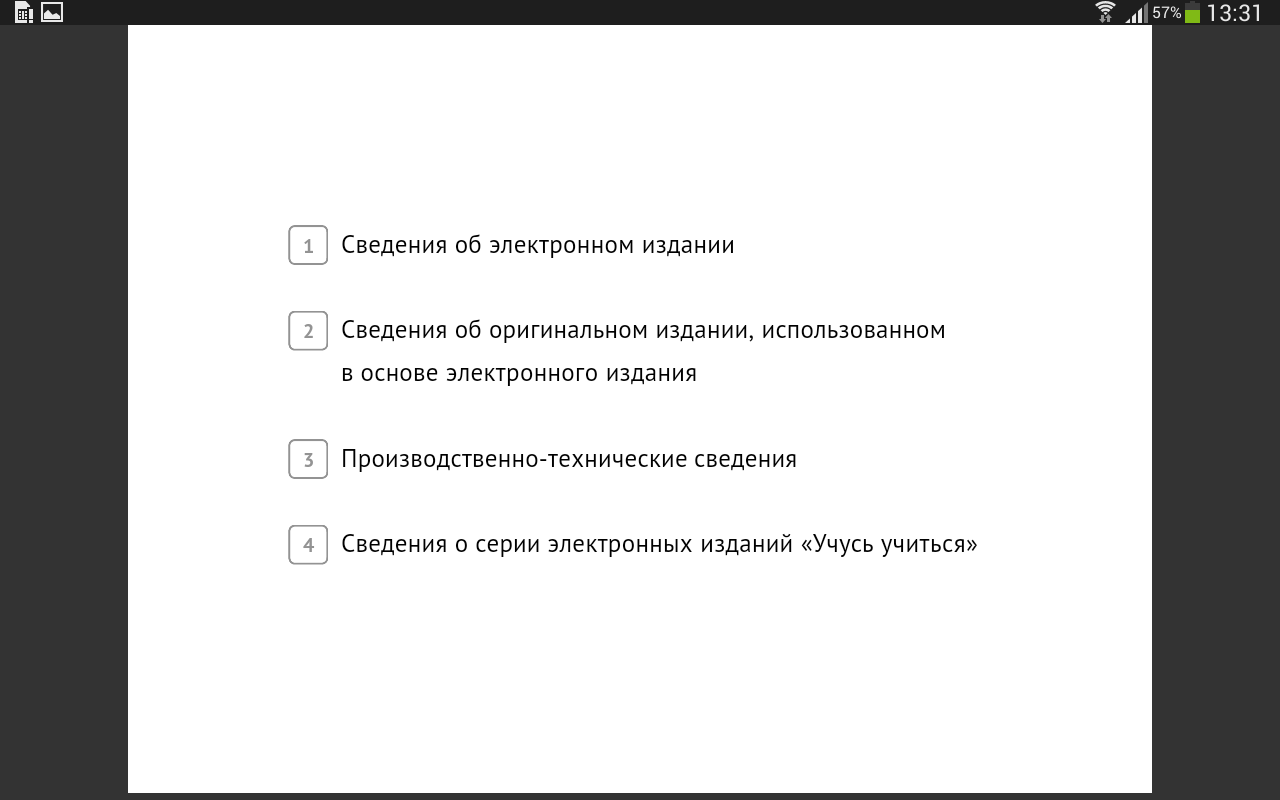 57% 13:31
1 Сведения об электронном издании
2 Сведения об оригинальном издании, использованном
в основе электронного издания
3 Производственно-технические сведения
4 Сведения о серии электронных изданий «Учусь учиться»